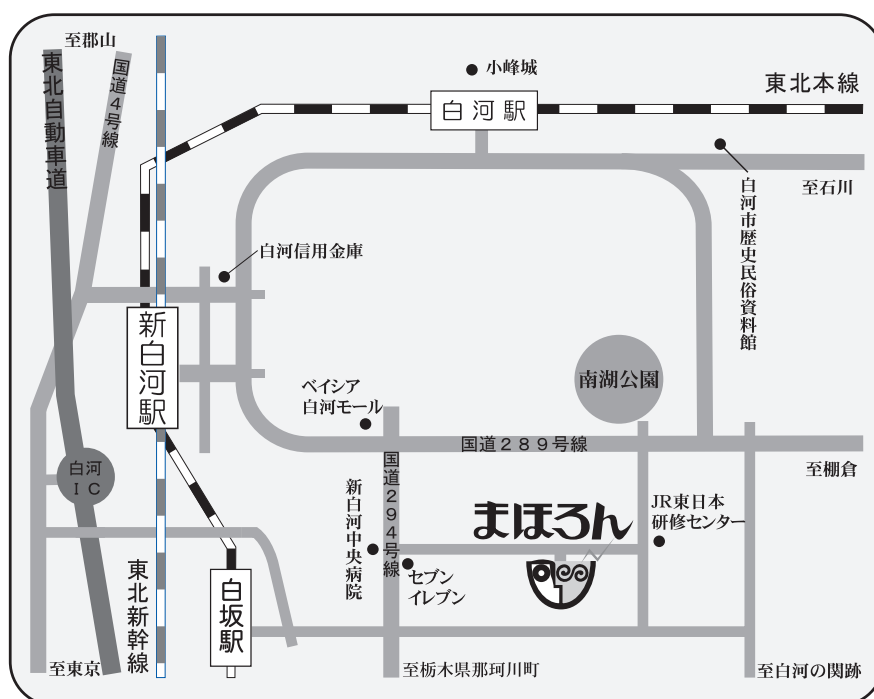 至郡山
東北自動車道
国道4号線
小峰城
白河駅
東北本線
至石川
白河市歴史民俗資料館
白河信用金庫
新白河駅
南湖公園
ベイシア
白河モール
国道289号線
至棚倉
白河
IC
国道294号線
新白河中央病院
まほろん
JR東日本
研修センター
セブン
イレブン
東北新幹線
白坂駅
至東京
至栃木県那珂川町
至白河の関跡